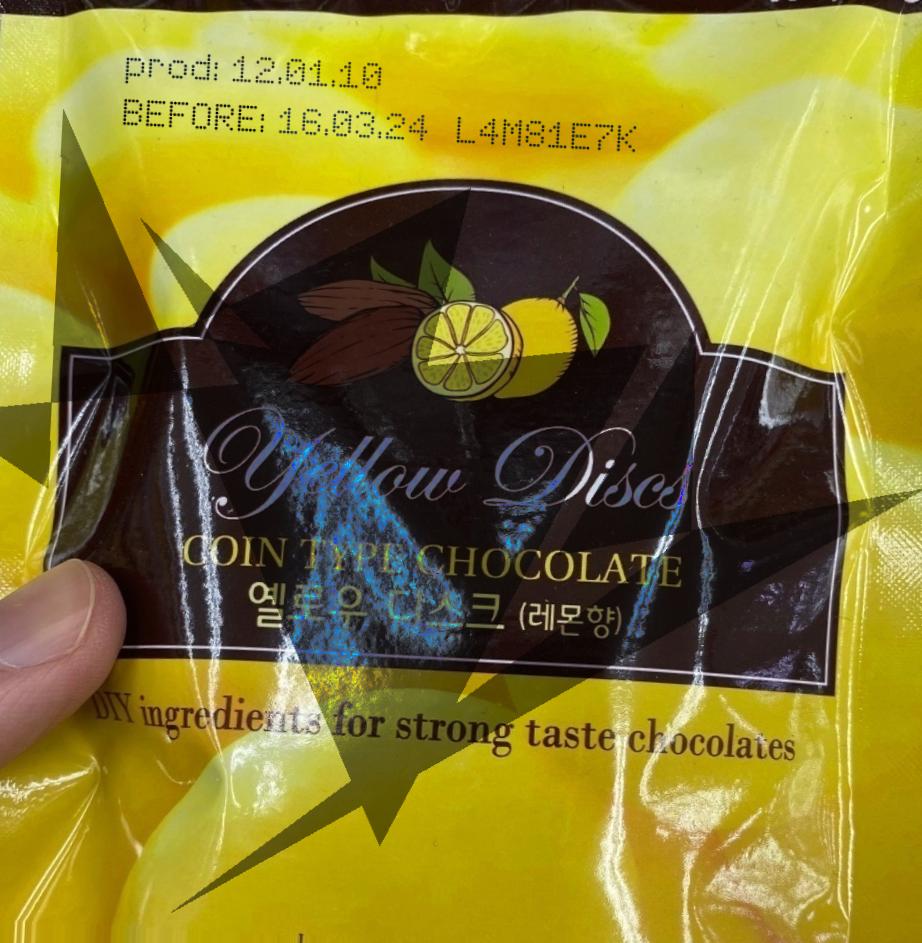 prod: 12.01.10
BEFORE: 16.03.24 L4M81E7K
Yellow Discs
COIN TYPE CHOCOLATE
옐로우 디스크 (레몬향)
DIY ingredients for strong taste chocolates